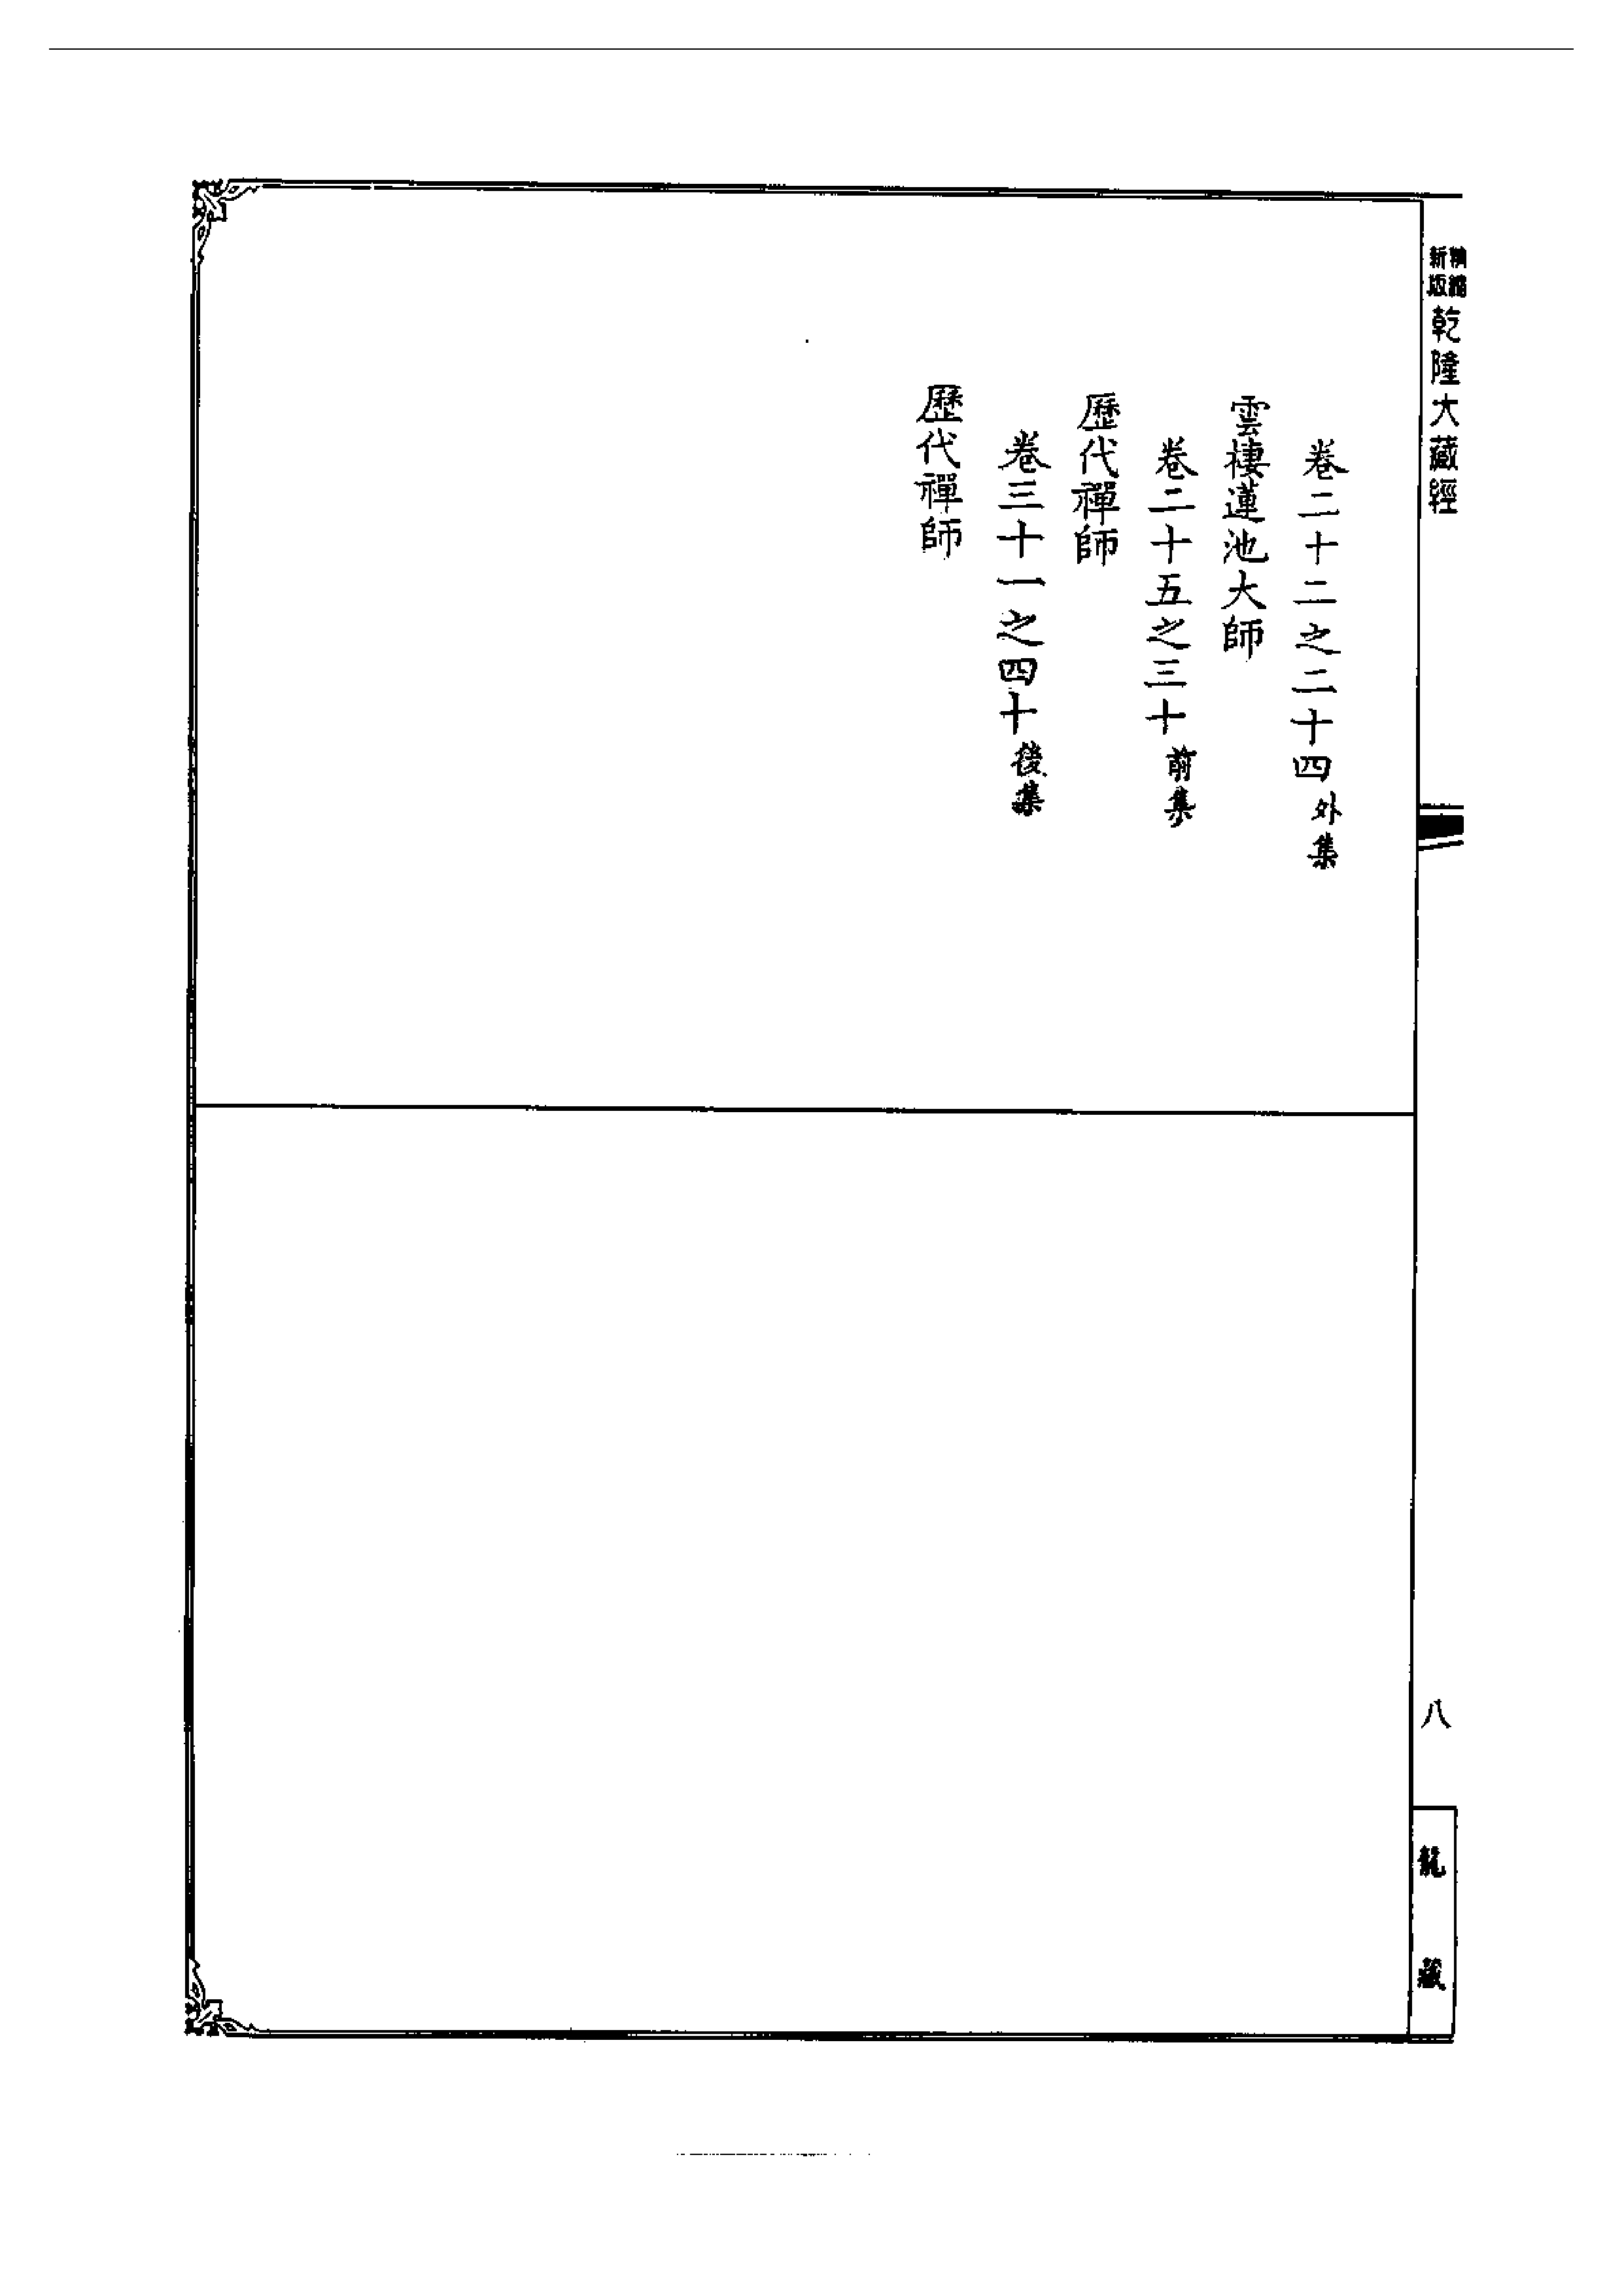 精縮
新版
乾隆大藏經
卷二十二之二十四 外集
雲棲蓮池大師
卷二十五之三十 前集
歷代禪師
卷三十一之四十 後集
歷代禪師
八
龍藏